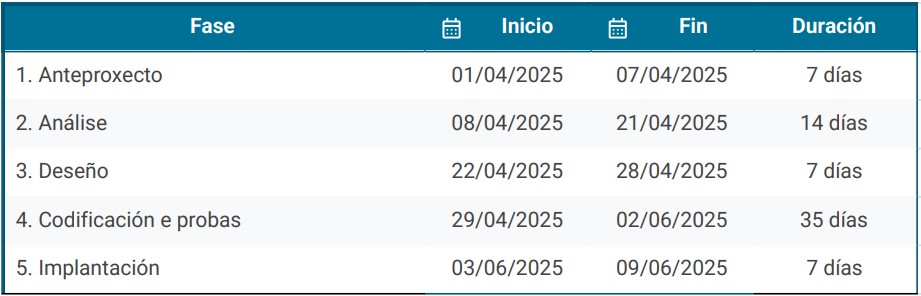 Fase Inicio Fin Duración
1. Anteproxecto 01/04/2025 07/04/2025 7 días
2. Análise 08/04/2025 21/04/2025 14 días
3. Deseño 22/04/2025 28/04/2025 7 días
4. Codificación e probas 29/04/2025 02/06/2025 35 días
5. Implantación 03/06/2025 09/06/2025 7 días